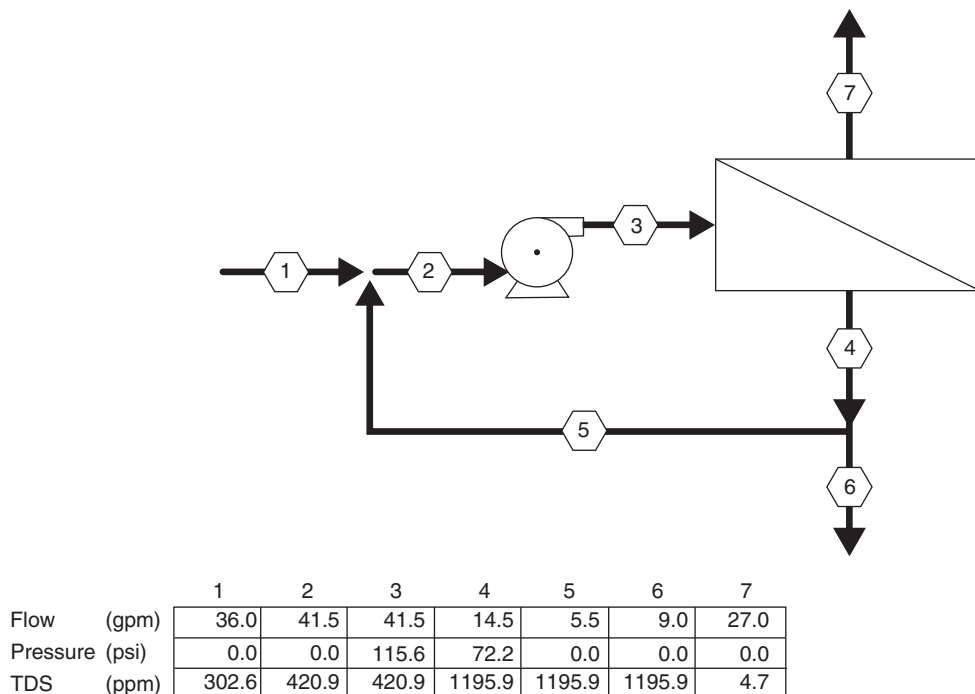 7
3
1
2
4
5
6
1 2 3 4 5 6 7
Flow (gpm) 36.0 41.5 41.5 14.5 5.5 9.0 27.0
Pressure (psi) 0.0 0.0 115.6 72.2 0.0 0.0 0.0
TDS (ppm) 302.6 420.9 420.9 1195.9 1195.9 1195.9 4.7